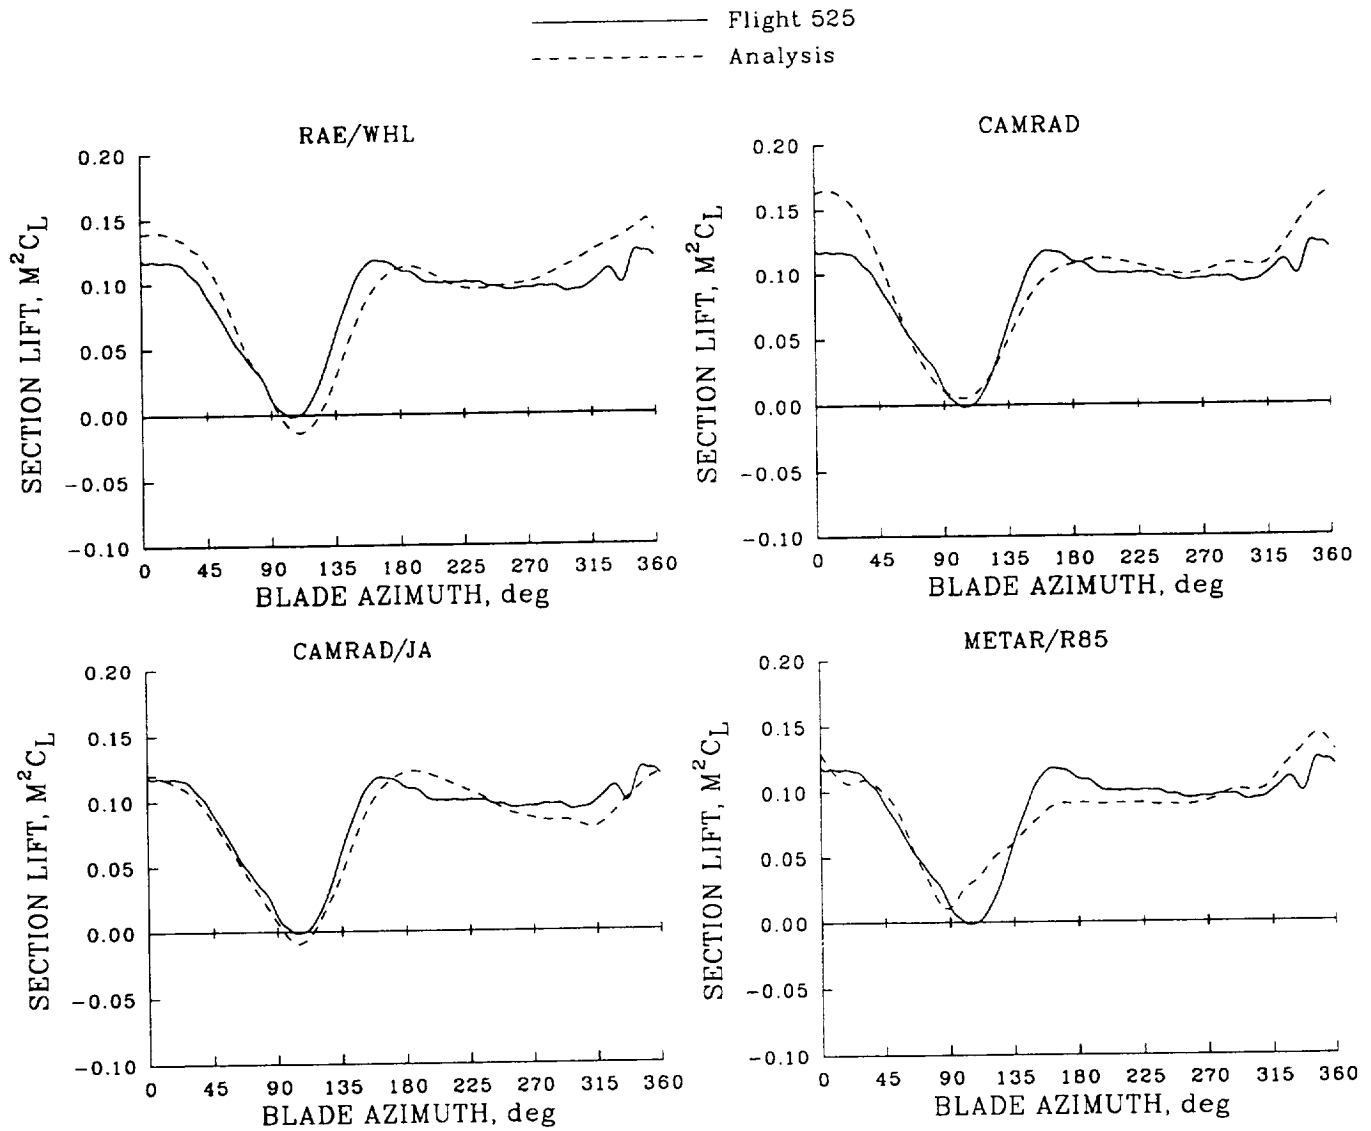 Flight 525
Analysis
RAE/WHL
0.20
0.15
0.10
0.05
0.00
−0.05
−0.10
SECTION LIFT, M²C_L
0 45 90 135 180 225 270 315 360
BLADE AZIMUTH, deg
CAMRAD
0.20
0.15
0.10
0.05
0.00
−0.05
−0.10
SECTION LIFT, M²C_L
0 45 90 135 180 225 270 315 360
BLADE AZIMUTH, deg
CAMRAD/JA
0.20
0.15
0.10
0.05
0.00
−0.05
−0.10
SECTION LIFT, M²C_L
0 45 90 135 180 225 270 315 360
BLADE AZIMUTH, deg
METAR/R85
0.20
0.15
0.10
0.05
0.00
−0.05
−0.10
SECTION LIFT, M²C_L
0 45 90 135 180 225 270 315 360
BLADE AZIMUTH, deg